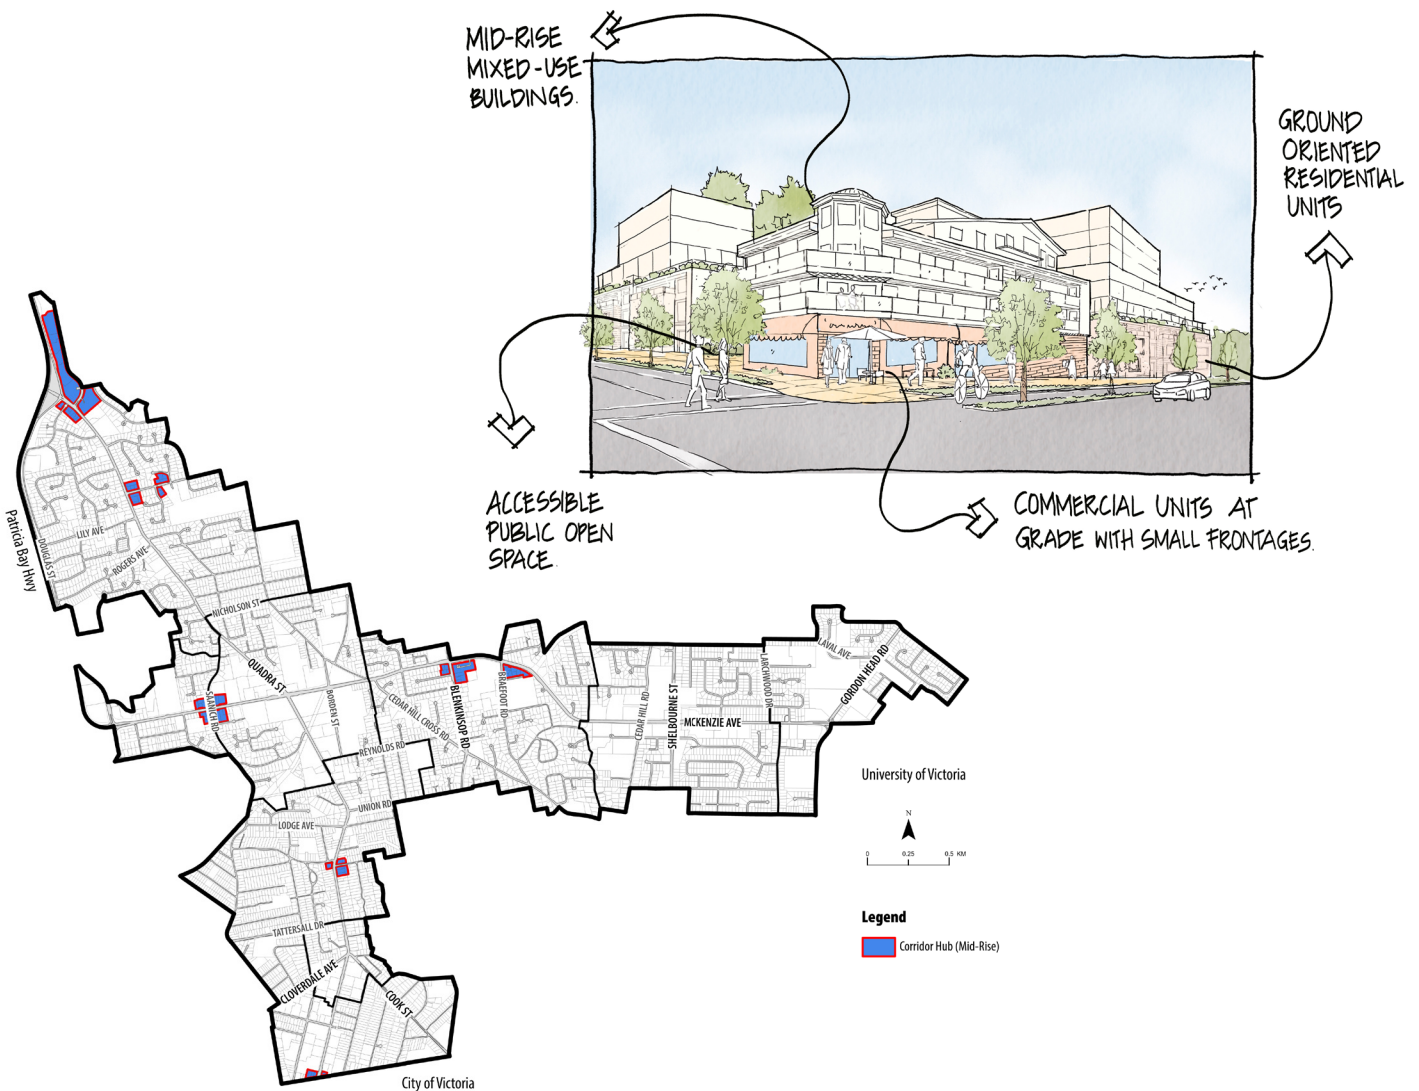 MID-RISE
MIXED-USE
BUILDINGS.
GROUND
ORIENTED
RESIDENTIAL
UNITS
ACCESSIBLE
PUBLIC OPEN
SPACE.
COMMERCIAL UNITS AT
GRADE WITH SMALL FRONTAGES.
Patricia Bay Hwy
DOUGLAS ST
LILY AVE
ROGERS AVE
NICHOLSON ST
QUADRA ST
SAANICH RD
BORDEN ST
CEDAR HILL CROSS RD
REYNOLDS RD
BLENKINSOP RD
BRAEFOOT RD
CEDAR HILL RD
SHELBOURNE ST
MCKENZIE AVE
LARCHWOOD DR
LAVAL AVE
GORDON HEAD RD
UNION RD
LODGE AVE
TATTERSALL DR
CLOVERDALE AVE
COOK ST
City of Victoria
University of Victoria
N
0 0.25 0.5 KM
Legend
Corridor Hub (Mid-Rise)